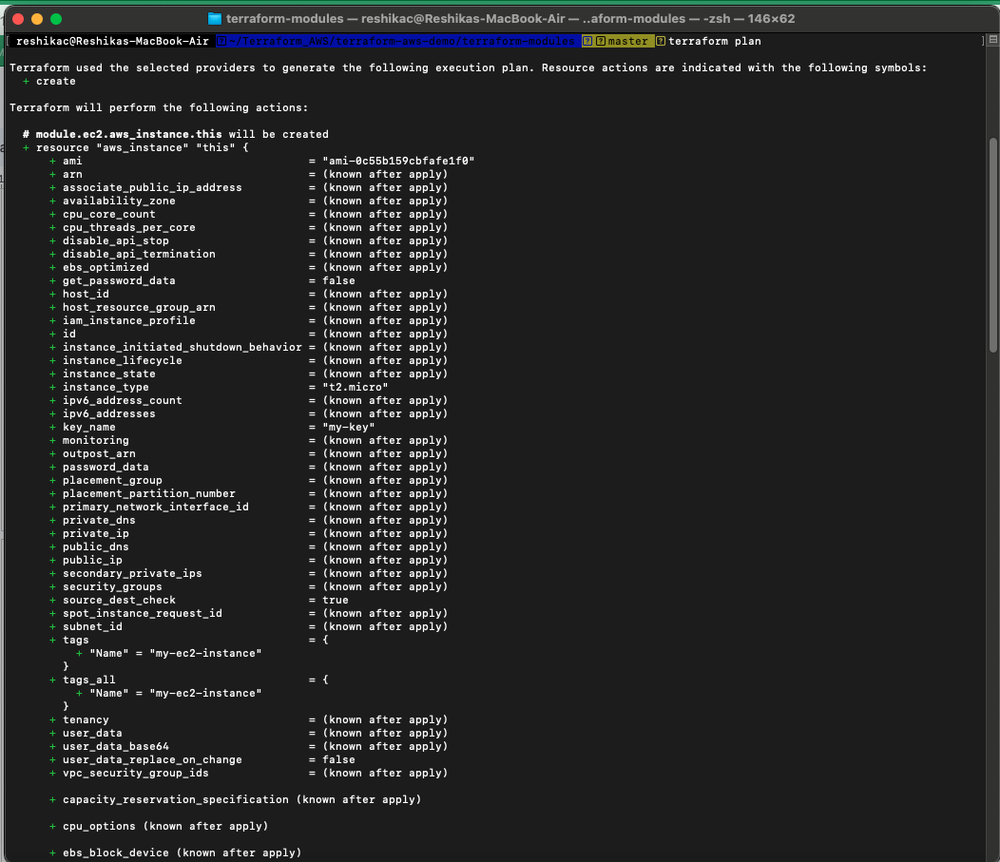 terraform-modules — reshikac@Reshikas-MacBook-Air — ..aform-modules — -zsh — 146×62
[ reshikac@Reshikas-MacBook-Air ~/Terraform_AWS/terraform-aws-demo/terraform-modules master terraform plan ]
Terraform used the selected providers to generate the following execution plan. Resource actions are indicated with the following symbols:
+ create
Terraform will perform the following actions:
# module.ec2.aws_instance.this will be created
+ resource "aws_instance" "this" {
+ ami = "ami-0c55b159cbfafe1f0"
+ arn = (known after apply)
+ associate_public_ip_address = (known after apply)
+ availability_zone = (known after apply)
+ cpu_core_count = (known after apply)
+ cpu_threads_per_core = (known after apply)
+ disable_api_stop = (known after apply)
+ disable_api_termination = (known after apply)
+ ebs_optimized = (known after apply)
+ get_password_data = false
+ host_id = (known after apply)
+ host_resource_group_arn = (known after apply)
+ iam_instance_profile = (known after apply)
+ id = (known after apply)
+ instance_initiated_shutdown_behavior = (known after apply)
+ instance_lifecycle = (known after apply)
+ instance_state = (known after apply)
+ instance_type = "t2.micro"
+ ipv6_address_count = (known after apply)
+ ipv6_addresses = (known after apply)
+ key_name = "my-key"
+ monitoring = (known after apply)
+ outpost_arn = (known after apply)
+ password_data = (known after apply)
+ placement_group = (known after apply)
+ placement_partition_number = (known after apply)
+ primary_network_interface_id = (known after apply)
+ private_dns = (known after apply)
+ private_ip = (known after apply)
+ public_dns = (known after apply)
+ public_ip = (known after apply)
+ secondary_private_ips = (known after apply)
+ security_groups = (known after apply)
+ source_dest_check = true
+ spot_instance_request_id = (known after apply)
+ subnet_id = (known after apply)
+ tags = {
+ "Name" = "my-ec2-instance"
}
+ tags_all = {
+ "Name" = "my-ec2-instance"
}
+ tenancy = (known after apply)
+ user_data = (known after apply)
+ user_data_base64 = (known after apply)
+ user_data_replace_on_change = false
+ vpc_security_group_ids = (known after apply)
+ capacity_reservation_specification (known after apply)
+ cpu_options (known after apply)
+ ebs_block_device (known after apply)